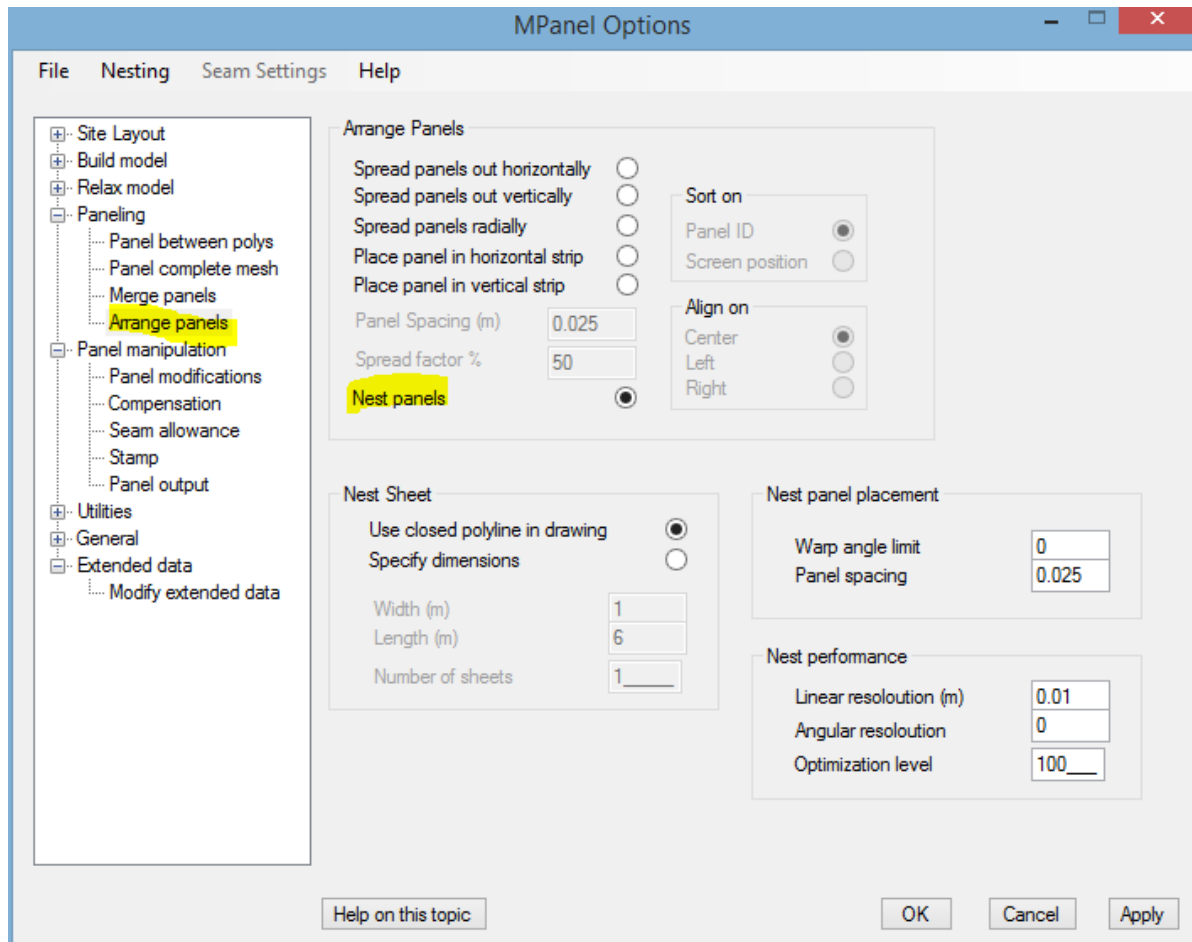 MPanel Options
File Nesting Seam Settings Help
Site Layout
Build model
Relax model
Paneling
Panel between polys
Panel complete mesh
Merge panels
Arrange panels
Panel manipulation
Panel modifications
Compensation
Seam allowance
Stamp
Panel output
Utilities
General
Extended data
Modify extended data
Arrange Panels
Spread panels out horizontally
Spread panels out vertically
Spread panels radially
Place panel in horizontal strip
Place panel in vertical strip
Panel Spacing (m) 0.025
Spread factor % 50
Nest panels
Sort on
Panel ID
Screen position
Align on
Center
Left
Right
Nest Sheet
Use closed polyline in drawing
Specify dimensions
Width (m) 1
Length (m) 6
Number of sheets 1_____
Nest panel placement
Warp angle limit 0
Panel spacing 0.025
Nest performance
Linear resoloution (m) 0.01
Angular resoloution 0
Optimization level 100___
Help on this topic OK Cancel Apply